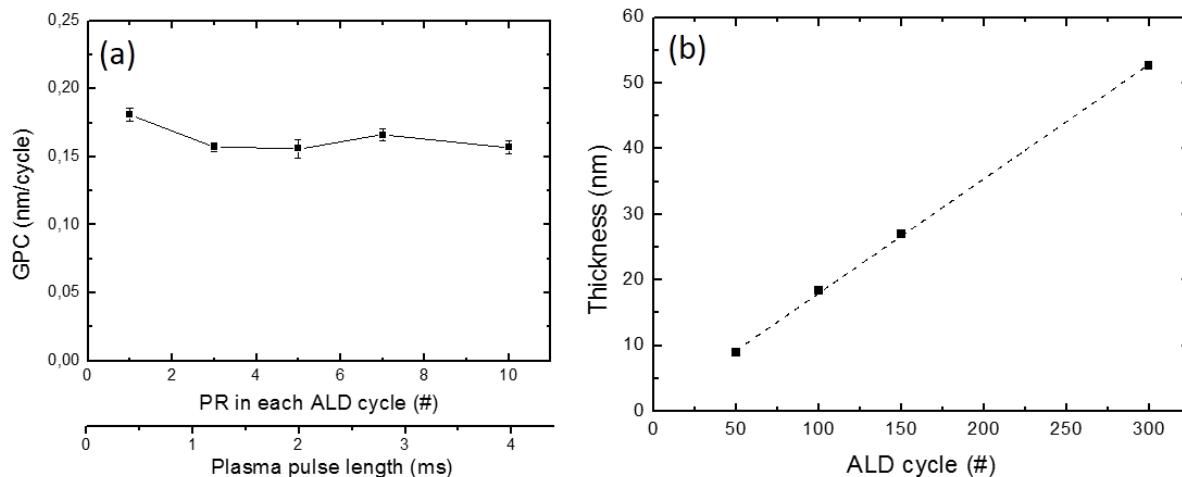 (a)
GPC (nm/cycle)
0,25
0,20
0,15
0,10
0,05
0,00
0 2 4 6 8 10
PR in each ALD cycle (#)
0 1 2 3 4
Plasma pulse length (ms)
(b)
Thickness (nm)
60
50
40
30
20
10
0
0 50 100 150 200 250 300
ALD cycle (#)